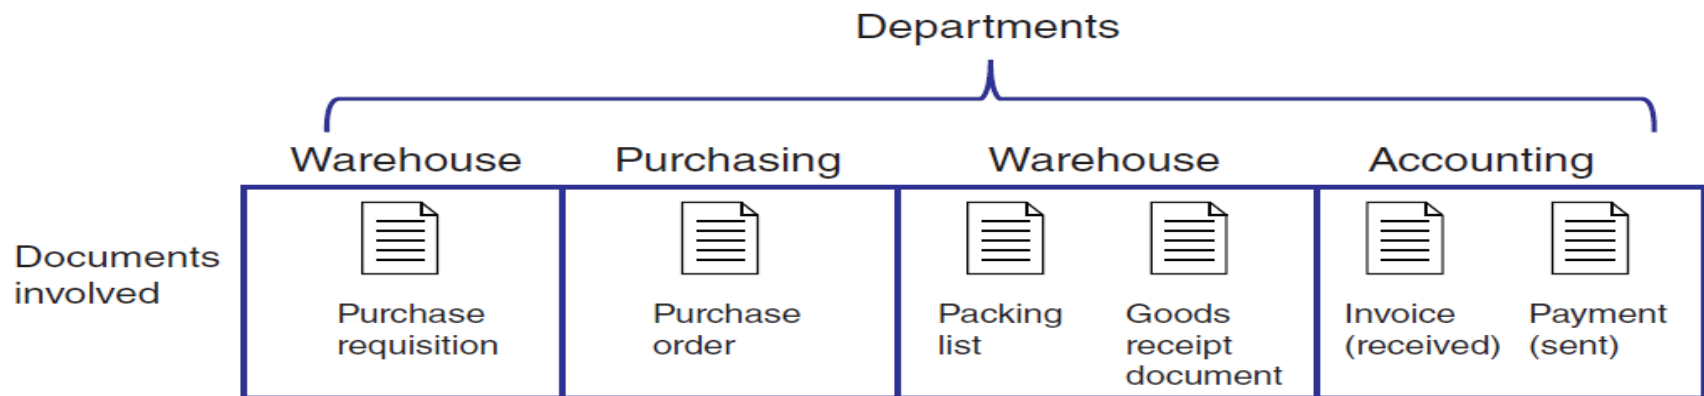 Departments
Warehouse
Purchasing
Warehouse
Accounting
Documents
involved
Purchase
requisition
Purchase
order
Packing
list
Goods
receipt
document
Invoice
(received)
Payment
(sent)